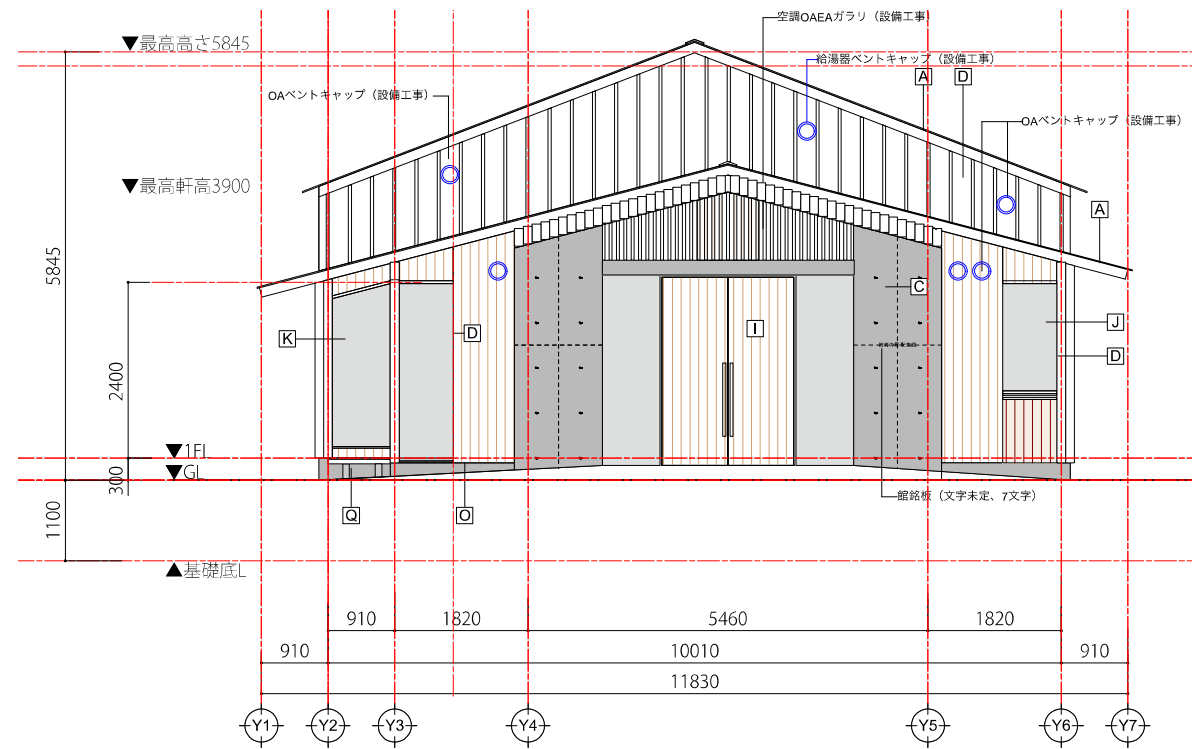 空調OAEAガラリ（設備工事）
▼最高高さ5845
給湯器ベントキャップ（設備工事）
A
D
OAベントキャップ（設備工事）
OAベントキャップ（設備工事）
▼最高軒高3900
A
5845
C
K
D
I
J
D
2400
▼1FL
▼GL
300
館銘板（文字未定、7文字）
Q
O
1100
▲基礎底L
910
1820
5460
1820
910
10010
910
11830
Y1
Y2
Y3
Y4
Y5
Y6
Y7